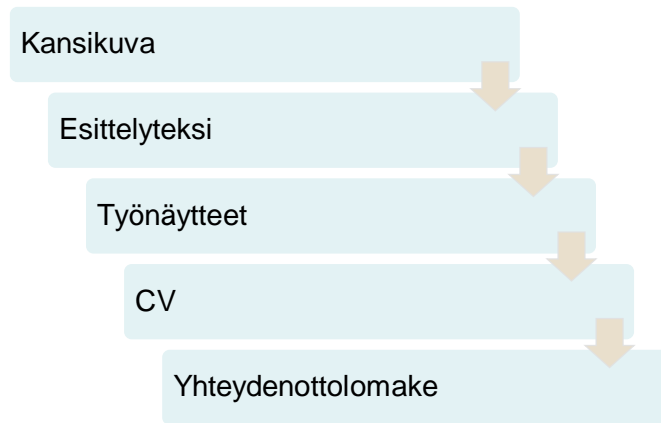 Kansikuva
Esittelyteksi
Työnäytteet
CV
Yhteydenottolomake